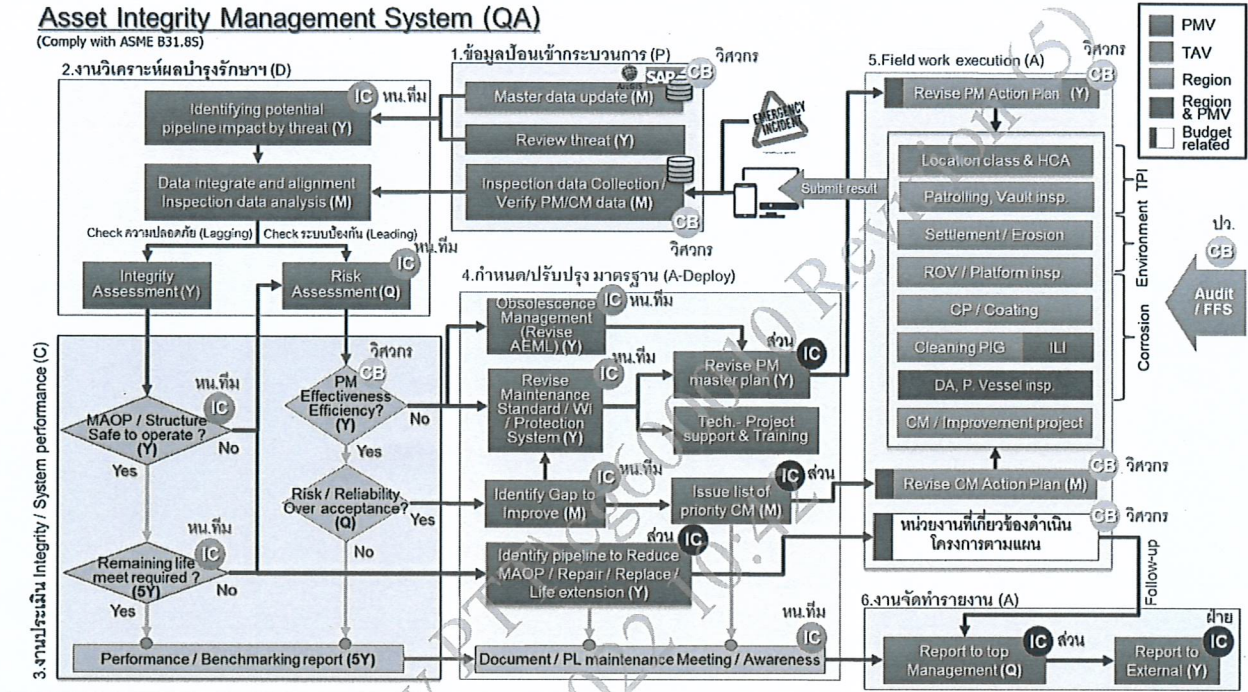 Asset Integrity Management System (QA)
(Comply with ASME B31.8S)
PMV
TAV
Region
Region
& PMV
Budget
related
1.ข้อมูลป้อนเข้ากระบวนการ (P)
วิศวกร
SAP
CB
Master data update (M)
Review threat (Y)
Inspection data Collection /
Verify PM/CM data (M)
CB
วิศวกร
EMERGENCY
INCIDENT
Submit result
2.งานวิเคราะห์ผลบำรุงรักษาฯ (D)
IC หน.ทีม
Identifying potential
pipeline impact by threat (Y)
Data integrate and alignment
Inspection data analysis (M)
Check ความปลอดภัย (Lagging)
Check ระบบป้องกัน (Leading)
หน.ทีม
IC
Integrity
Assessment (Y)
Risk
Assessment (Q)
3.งานประเมิน Integrity / System performance (C)
หน.ทีม
IC
MAOP / Structure
Safe to operate ?
(Y)
Yes
No
หน.ทีม
IC
Remaining life
meet required ?
(5Y)
Yes
No
วิศวกร
CB
PM
Effectiveness
Efficiency?
(Y)
No
Yes
Risk / Reliability
Over acceptance?
(Q)
Yes
No
Performance / Benchmarking report (5Y)
4.กำหนด/ปรับปรุง มาตรฐาน (A-Deploy)
IC หน.ทีม
Obsolescence
Management
(Revise
AEML) (Y)
หน.ทีม
IC
Revise
Maintenance
Standard / WI
/ Protection
System (Y)
ส่วน
IC
Revise PM
master plan (Y)
Tech.- Project
support & Training
หน.ทีม
IC
Identify Gap to
Improve (M)
IC ส่วน
Issue list of
priority CM (M)
ส่วน IC
Identify pipeline to Reduce
MAOP / Repair / Replace /
Life extension (Y)
หน.ทีม
IC
Document / PL maintenance Meeting / Awareness
5.Field work execution (A)
วิศวกร
CB
Revise PM Action Plan (Y)
Location class & HCA
Patrolling, Vault insp.
Settlement / Erosion
ROV / Platform insp.
CP / Coating
Cleaning PIG
ILI
DA, P. Vessel insp.
CM / Improvement project
TPI
Environment
Corrosion
CB วิศวกร
Revise CM Action Plan (M)
CB วิศวกร
หน่วยงานที่เกี่ยวข้องดำเนิน
โครงการตามแผน
ปว.
CB
Audit
/ FFS
Follow-up
6.งานจัดทำรายงาน (A)
IC ส่วน
Report to top
Management (Q)
ฝ่าย
IC
Report to
External (Y)